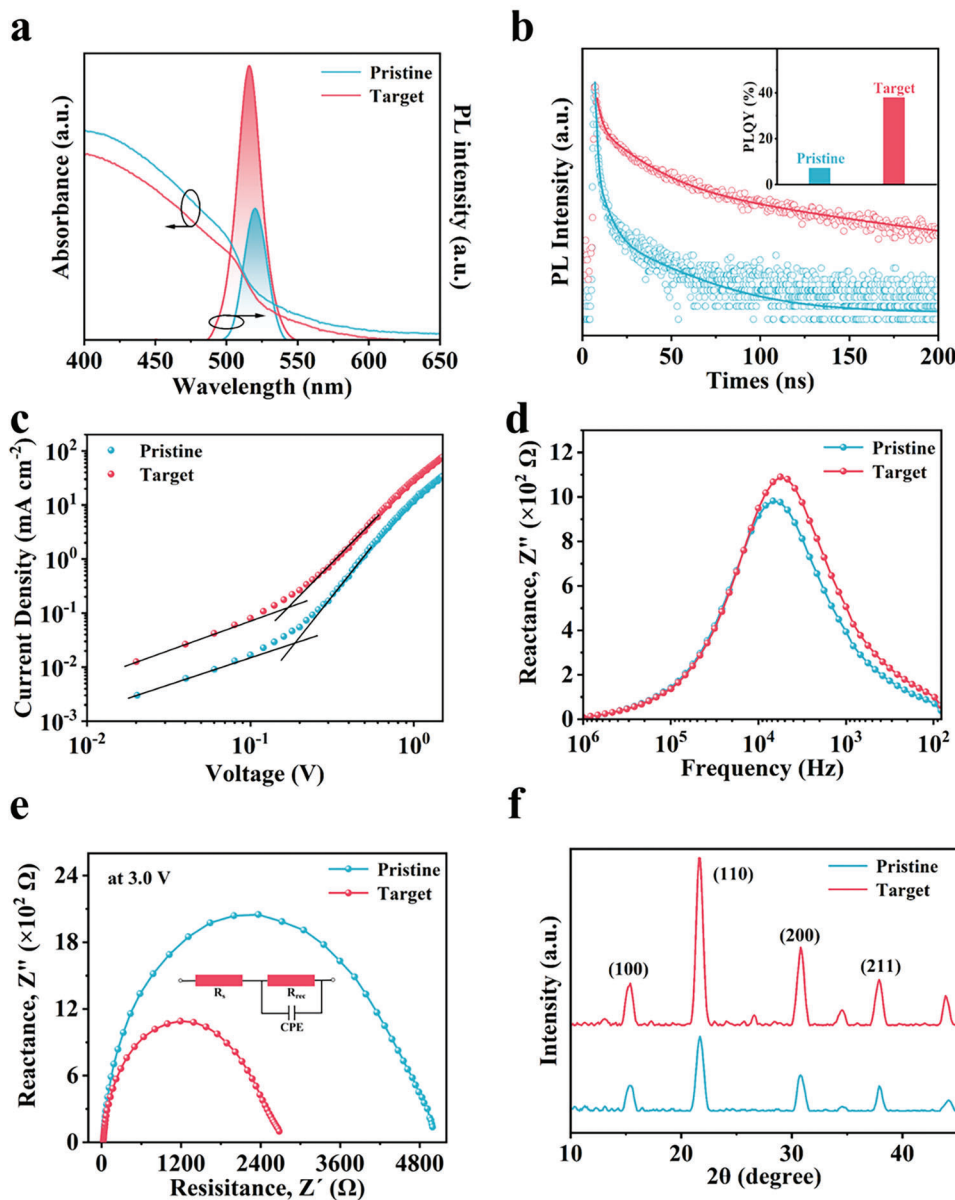 a
Pristine
Target
Absorbance (a.u.)
PL intensity (a.u.)
400 450 500 550 600 650
Wavelength (nm)
b
PL Intensity (a.u.)
PLQY (%)
40
20
0
Pristine
Target
0 50 100 150 200
Times (ns)
c
Pristine
Target
Current Density (mA cm⁻²)
10²
10¹
10⁰
10⁻¹
10⁻²
10⁻³
10⁻² 10⁻¹ 10⁰
Voltage (V)
d
Pristine
Target
Reactance, Z'' (×10² Ω)
12
10
8
6
4
2
0
10⁶ 10⁵ 10⁴ 10³ 10²
Frequency (Hz)
e
at 3.0 V
Pristine
Target
Reactance, Z'' (×10² Ω)
24
18
12
6
0
Rs
Rrec
CPE
0 1200 2400 3600 4800
Resisitance, Z´ (Ω)
f
Pristine
Target
Intensity (a.u.)
(100)
(110)
(200)
(211)
10 20 30 40
2θ (degree)